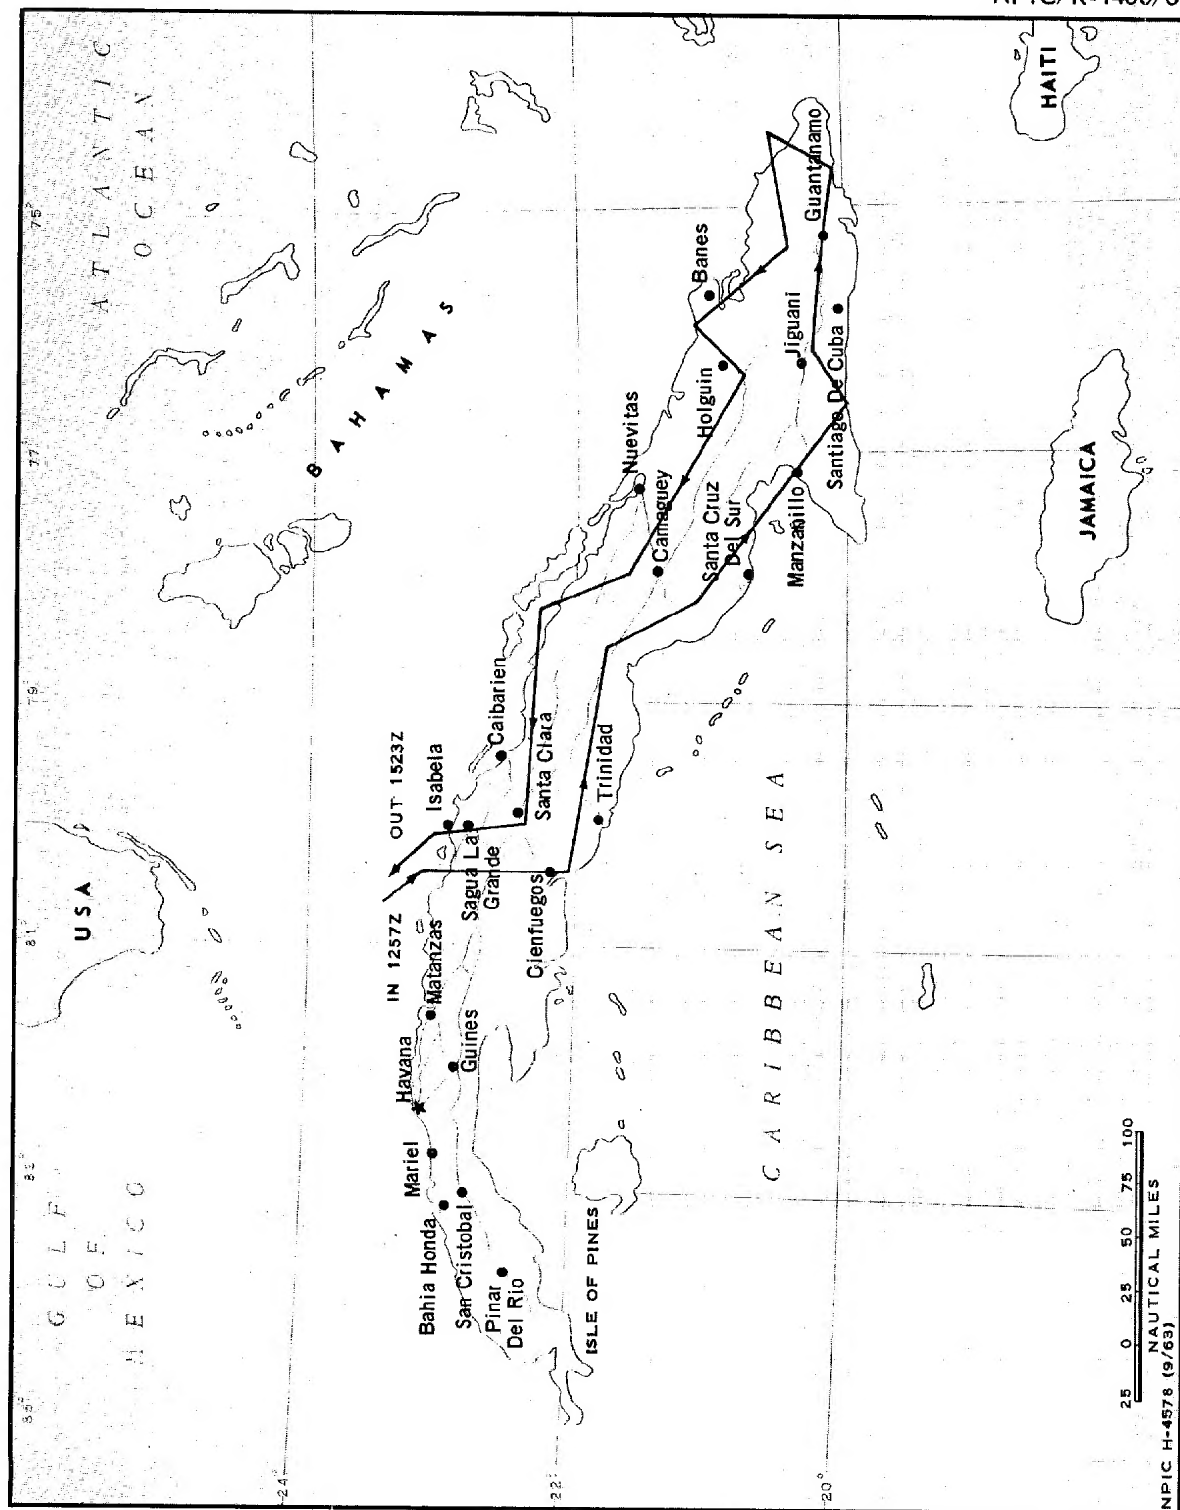 NPIC/R-1400/6
ATLANTIC
OCEAN
GULF
OF
MEXICO
USA
BAHAMAS
HAITI
JAMAICA
CARIBBEAN SEA
ISLE OF PINES
IN 1257Z
OUT 1523Z
Havana
Mariel
Bahia Honda
San Cristobal
Pinar
Del Rio
Matanzas
Guines
Isabela
Sagua La
Grande
Cienfuegos
Caibarien
Santa Clara
Trinidad
Nuevitas
Camaguey
Santa Cruz
Del Sur
Manzanillo
Holguin
Banes
Jiguani
Santiago De Cuba
Guantanamo
85°
81°
79
77
75°
24°
22°
20°
25 0 25 50 75 100
NAUTICAL MILES
NPIC H-4578 (9/63)